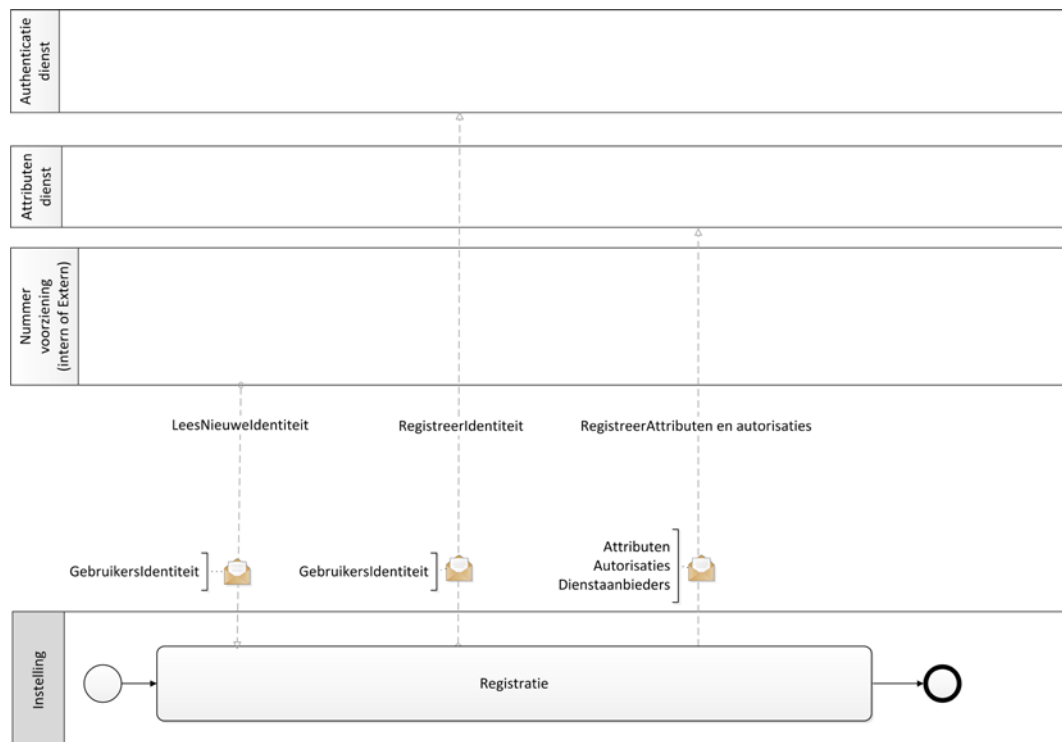 Authenticatie
dienst
Attributen
dienst
Nummer
voorziening
(intern of Extern)
LeesNieuweIdentiteit
RegistreerIdentiteit
RegistreerAttributen en autorisaties
GebruikersIdentiteit
GebruikersIdentiteit
Attributen
Autorisaties
Dienstaanbieders
Instelling
Registratie